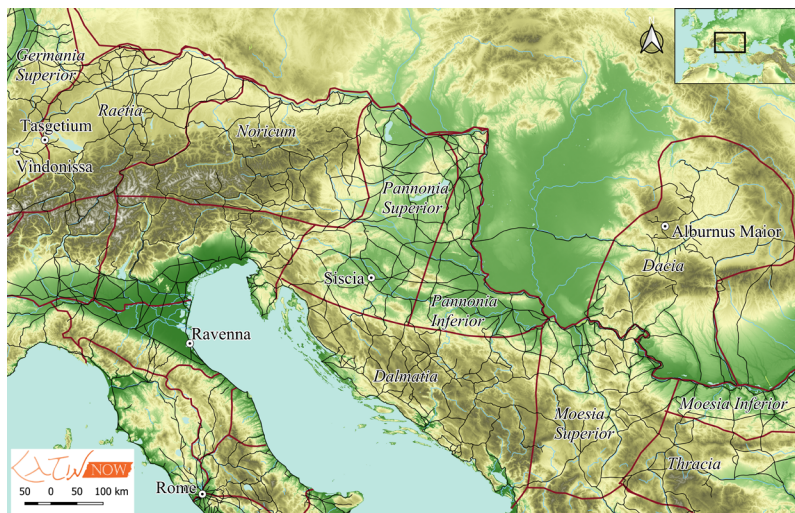 Germania
Superior
Raetia
Tasgetium
Vindonissa
Noricum
Pannonia
Superior
Alburnus Maior
Dacia
Siscia
Pannonia
Inferior
Ravenna
Dalmatia
Moesia
Superior
Moesia Inferior
Thracia
Rome
LatinNOW
50 0 50 100 km